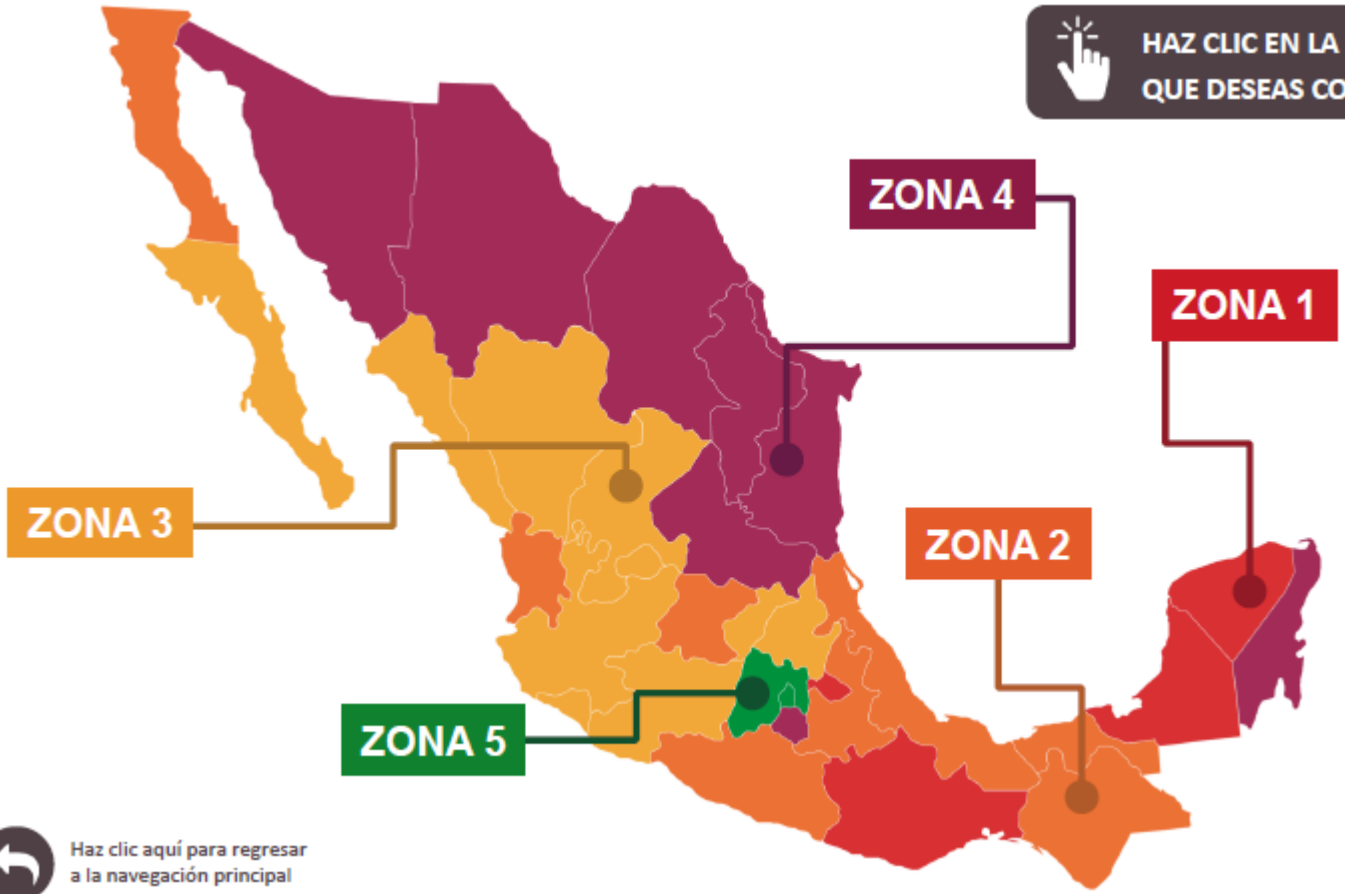 HAZ CLIC EN LA
QUE DESEAS CO
ZONA 4
ZONA 1
ZONA 3
ZONA 2
ZONA 5
Haz clic aquí para regresar
a la navegación principal